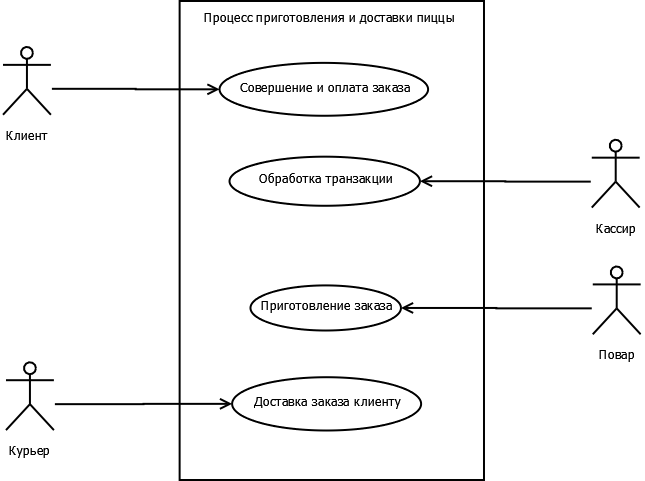 Процесс приготовления и доставки пиццы
Совершение и оплата заказа
Клиент
Обработка транзакции
Кассир
Приготовление заказа
Повар
Доставка заказа клиенту
Курьер